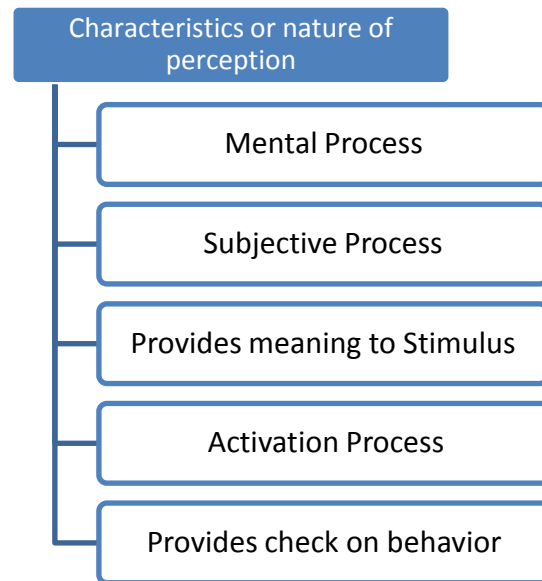 Characteristics or nature of
perception
Mental Process
Subjective Process
Provides meaning to Stimulus
Activation Process
Provides check on behavior